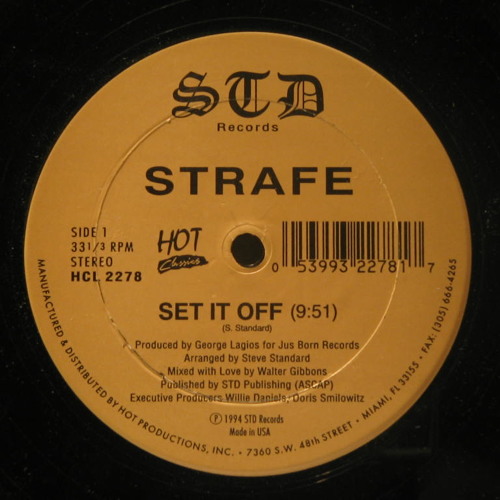 STD
Records
STRAFE
SIDE 1
33 1/3 RPM
STEREO
HCL 2278
HOT
Classics
0 53993 22781 7
SET IT OFF (9:51)
(S. Standard)
Produced by George Lagios for Jus Born Records
Arranged by Steve Standard
Mixed with Love by Walter Gibbons
Published by STD Publishing (ASCAP)
Executive Producers Willie Daniels, Doris Smilowitz
℗ 1994 STD Records
Made in USA
MANUFACTURED & DISTRIBUTED BY HOT PRODUCTIONS, INC. • 7360 S.W. 48th STREET • MIAMI, FL 33155 • FAX: (305) 666-4265